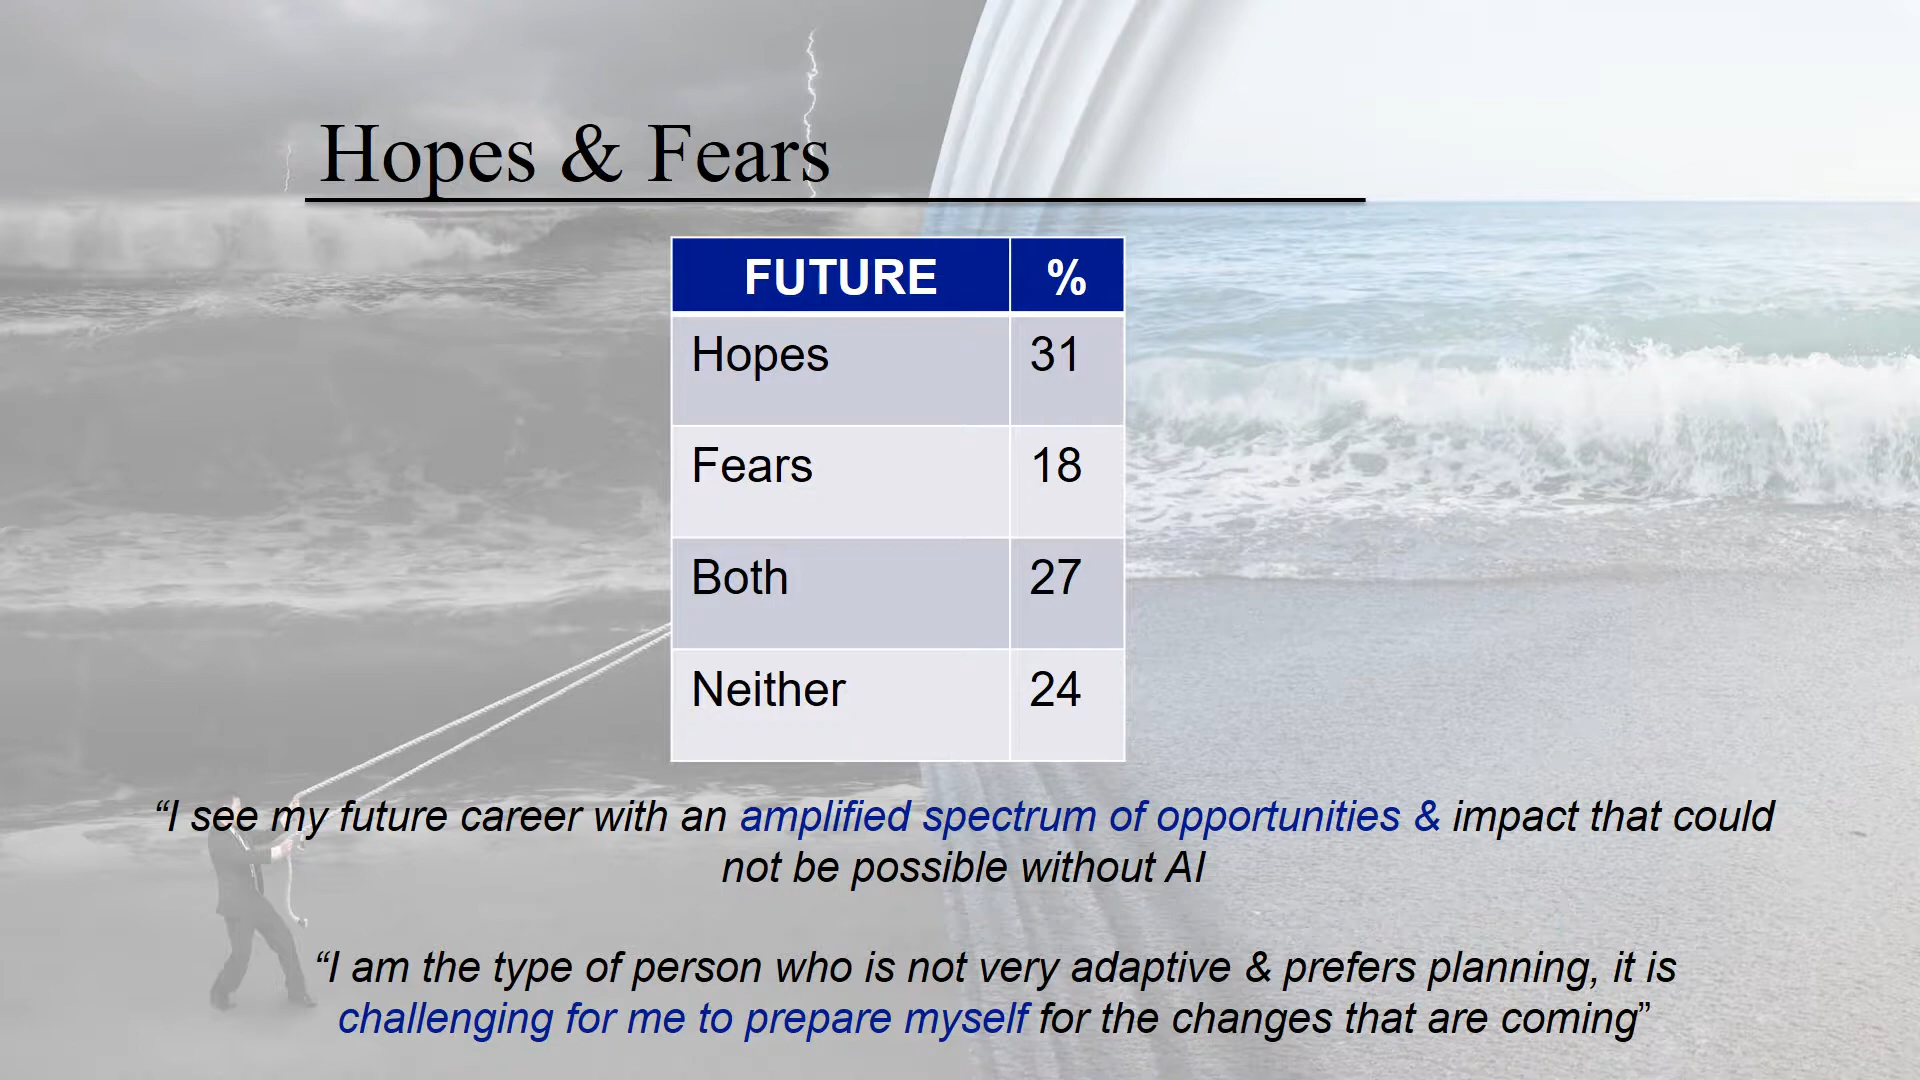 Hopes & Fears
FUTURE %
Hopes 31
Fears 18
Both 27
Neither 24
“I see my future career with an amplified spectrum of opportunities & impact that could
not be possible without AI
“I am the type of person who is not very adaptive & prefers planning, it is
challenging for me to prepare myself for the changes that are coming”